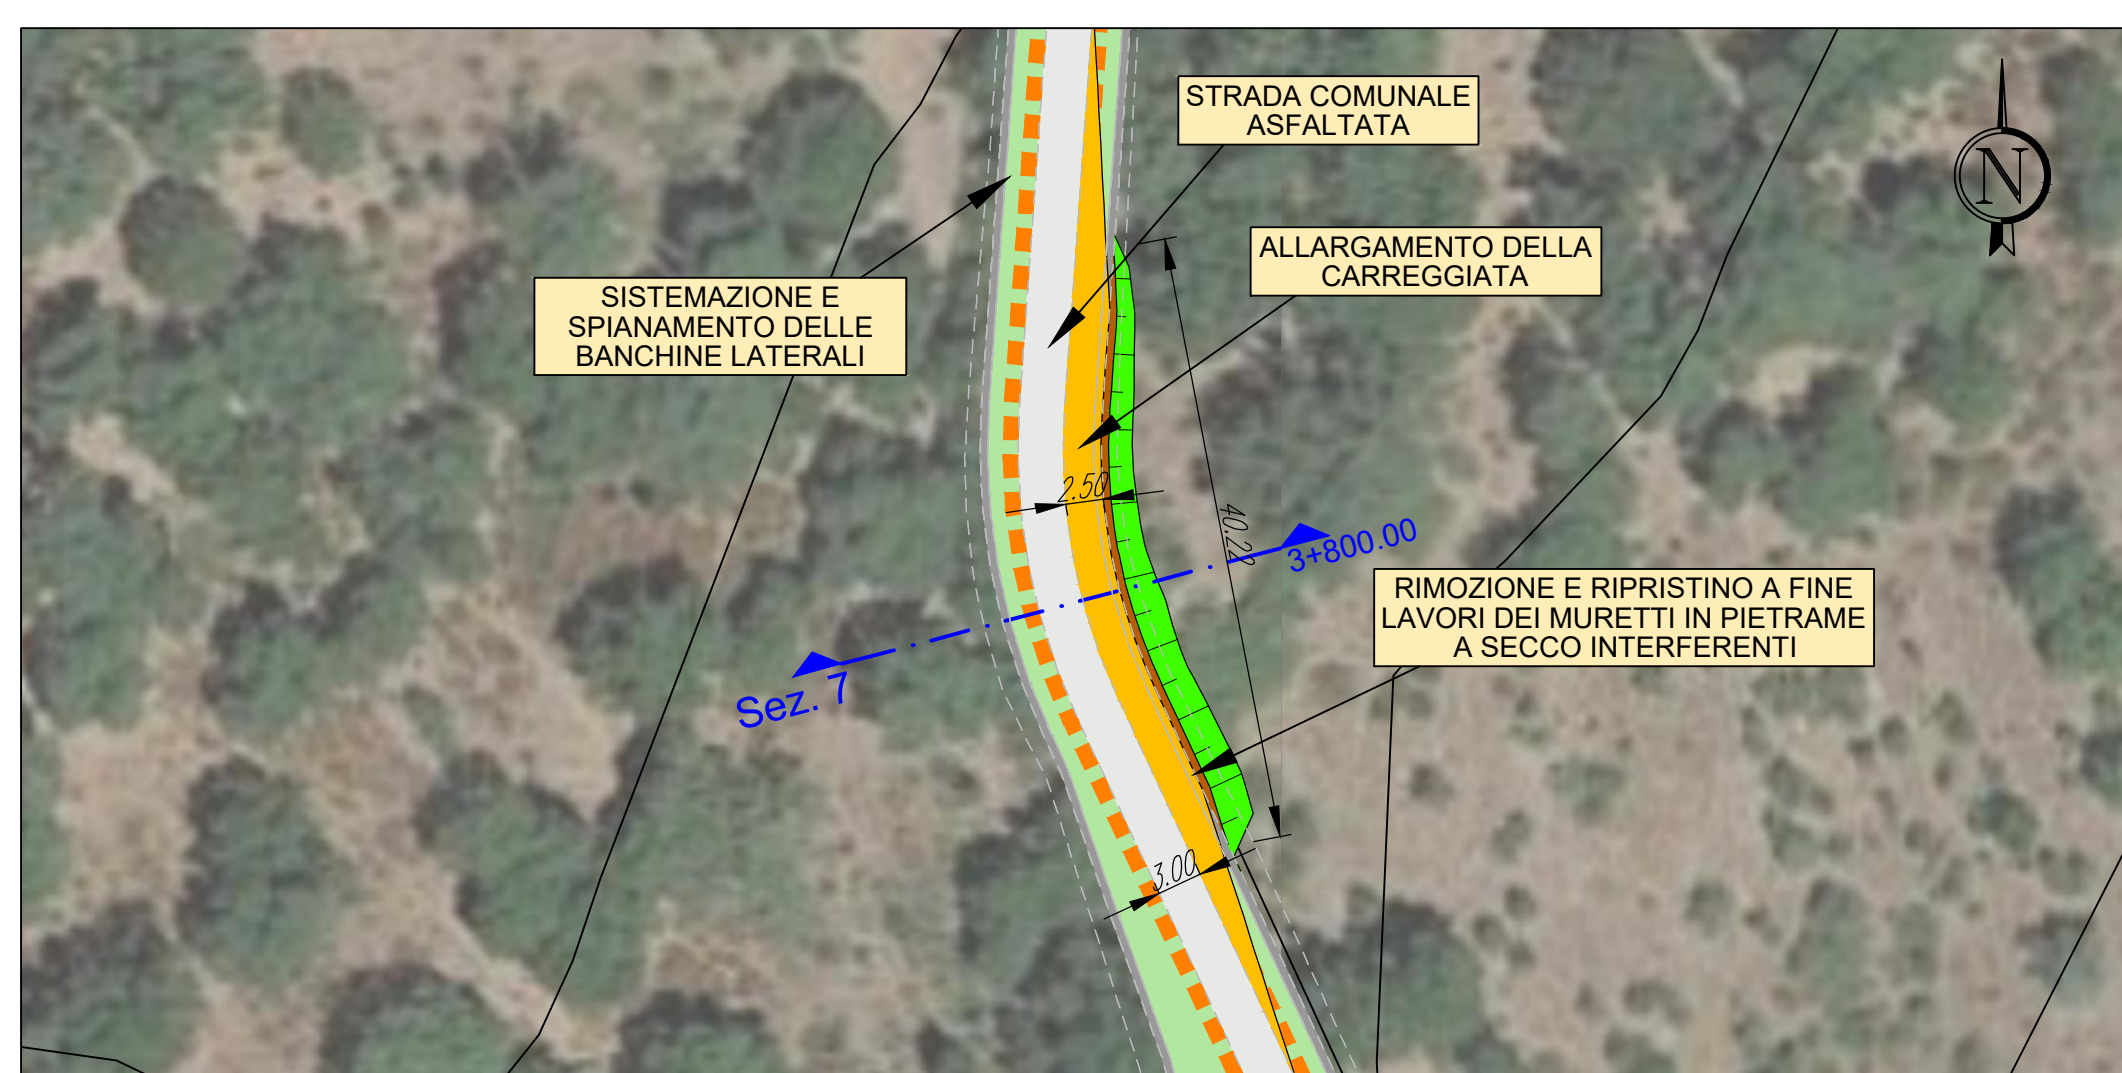 STRADA COMUNALE
ASFALTATA
N
ALLARGAMENTO DELLA
CARREGGIATA
SISTEMAZIONE E
SPIANAMENTO DELLE
BANCHINE LATERALI
2.50
40.22
3+800.00
RIMOZIONE E RIPRISTINO A FINE
LAVORI DEI MURETTI IN PIETRAME
A SECCO INTERFERENTI
Sez. 7
3.00